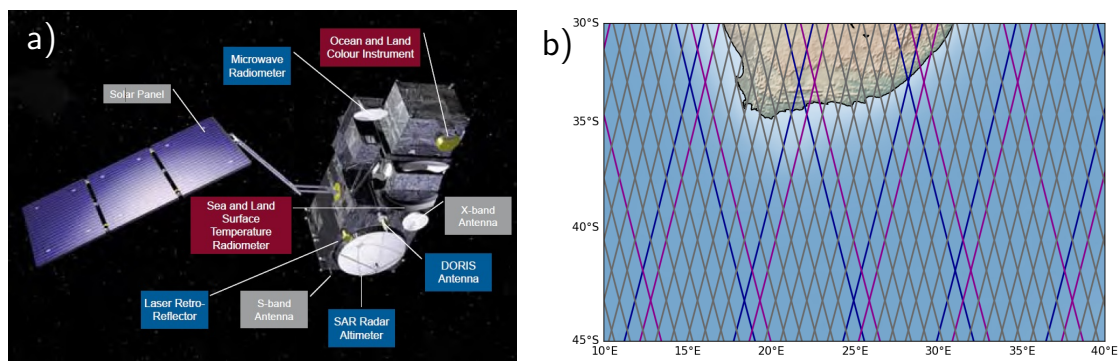 a)
Ocean and Land
Colour Instrument
Microwave
Radiometer
Solar Panel
Sea and Land
Surface
Temperature
Radiometer
X-band
Antenna
DORIS
Antenna
Laser Retro-
Reflector
S-band
Antenna
SAR Radar
Altimeter
b)
30°S
35°S
40°S
45°S
10°E
15°E
20°E
25°E
30°E
35°E
40°E